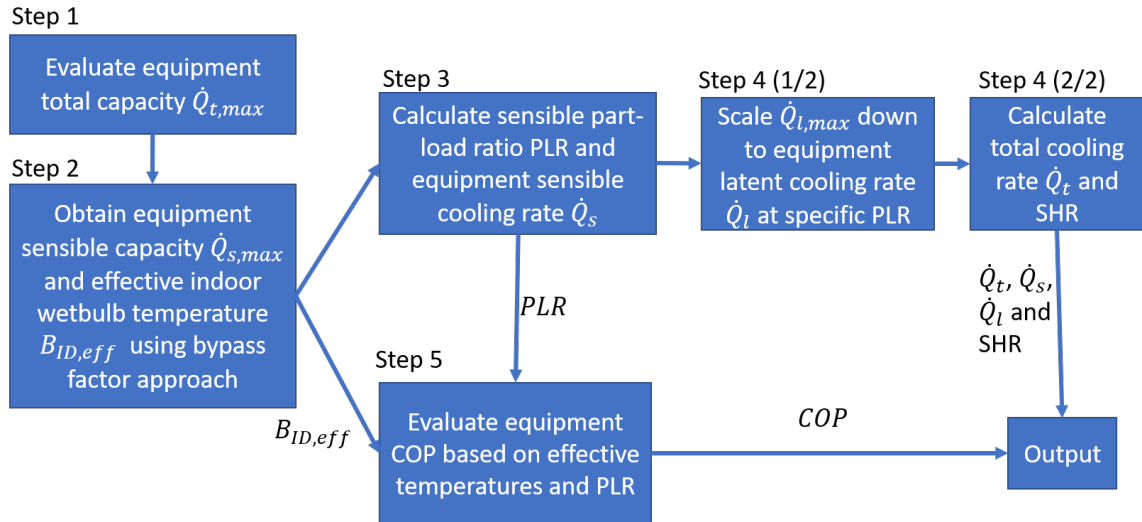 Step 1
Evaluate equipment
total capacity Q̇t,max
Step 2
Obtain equipment
sensible capacity Q̇s,max
and effective indoor
wetbulb temperature
BID,eff using bypass
factor approach
Step 3
Calculate sensible part-
load ratio PLR and
equipment sensible
cooling rate Q̇s
Step 4 (1/2)
Scale Q̇l,max down
to equipment
latent cooling rate
Q̇l at specific PLR
Step 4 (2/2)
Calculate
total cooling
rate Q̇t and
SHR
PLR
Q̇t, Q̇s,
Q̇l and
SHR
BID,eff
Step 5
Evaluate equipment
COP based on effective
temperatures and PLR
COP
Output